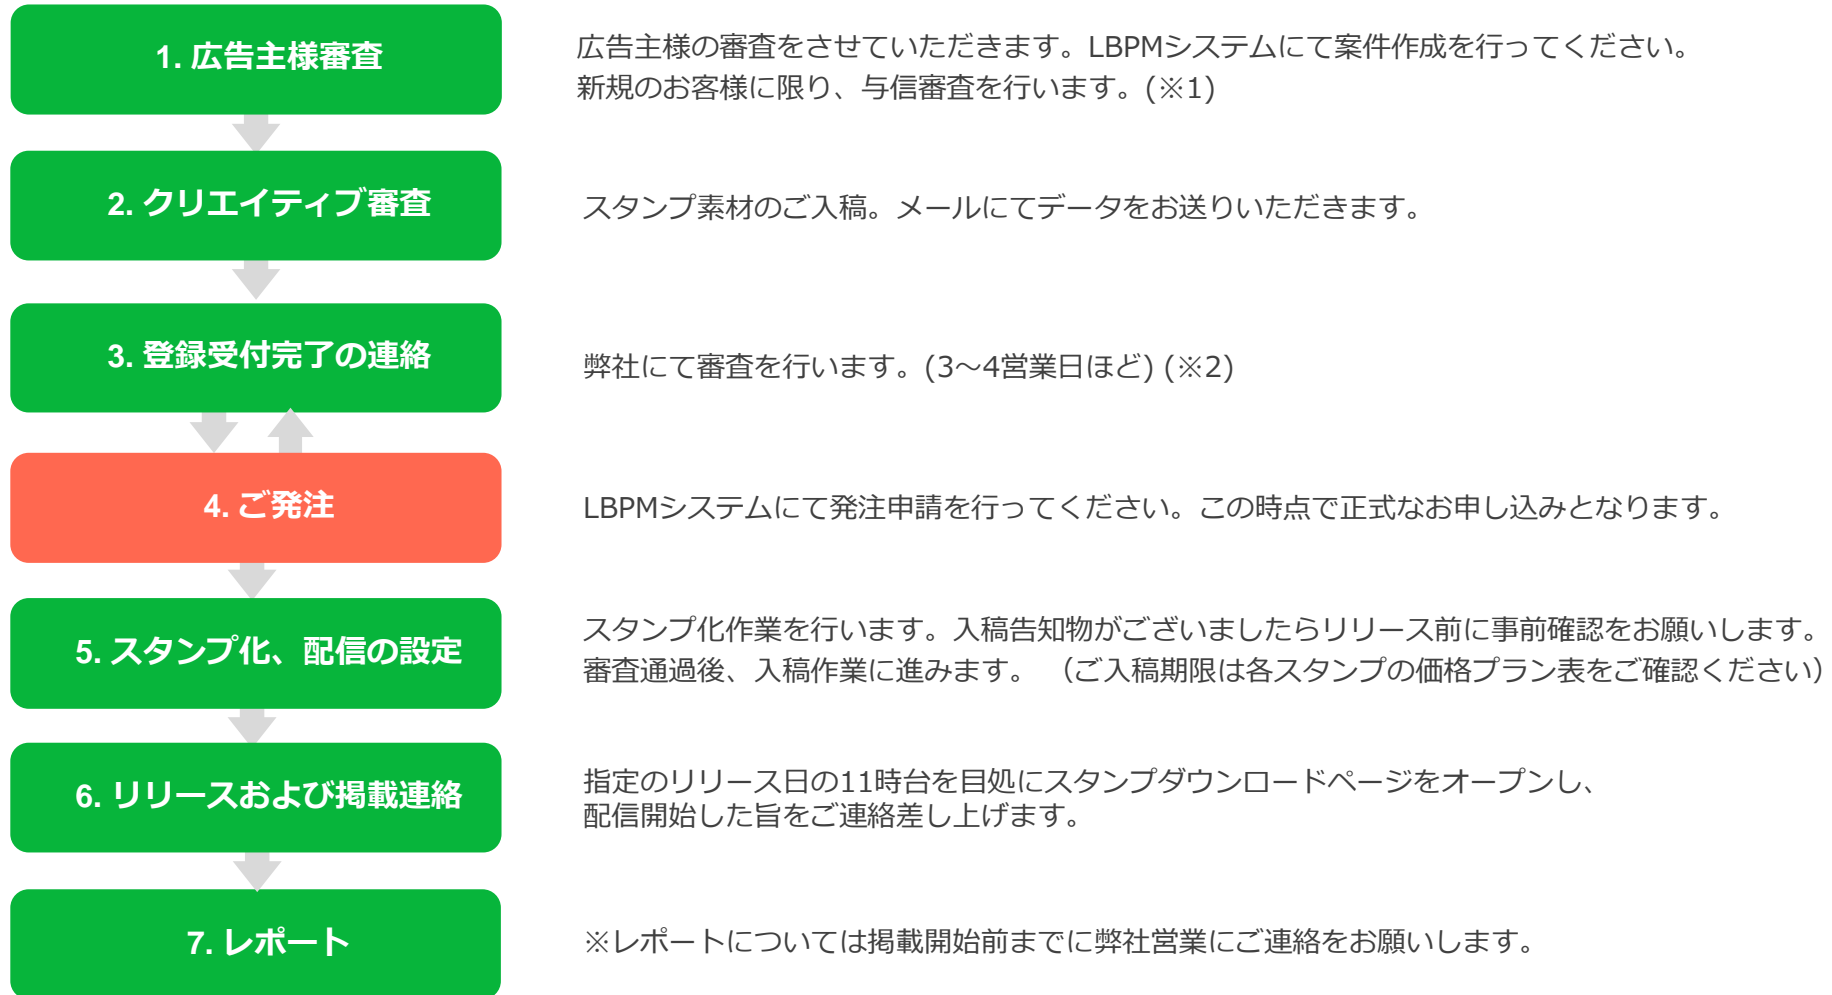 1. 広告主様審査
広告主様の審査をさせていただきます。LBPMシステムにて案件作成を行ってください。
新規のお客様に限り、与信審査を行います。(※1)
2. クリエイティブ審査
スタンプ素材のご入稿。メールにてデータをお送りいただきます。
3. 登録受付完了の連絡
弊社にて審査を行います。(3～4営業日ほど) (※2)
4. ご発注
LBPMシステムにて発注申請を行ってください。この時点で正式なお申し込みとなります。
5. スタンプ化、配信の設定
スタンプ化作業を行います。入稿告知物がございましたらリリース前に事前確認をお願いします。
審査通過後、入稿作業に進みます。 （ご入稿期限は各スタンプの価格プラン表をご確認ください）
6. リリースおよび掲載連絡
指定のリリース日の11時台を目処にスタンプダウンロードページをオープンし、
配信開始した旨をご連絡差し上げます。
7. レポート
※レポートについては掲載開始前までに弊社営業にご連絡をお願いします。